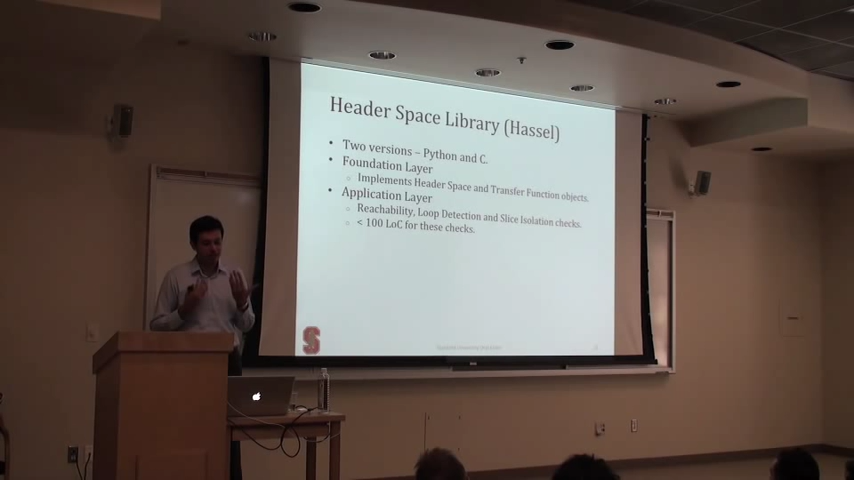 Header Space Library (Hassel)
• Two versions – Python and C.
• Foundation Layer
◦ Implements Header Space and Transfer Function objects.
• Application Layer
◦ Reachability, Loop Detection and Slice Isolation checks.
◦ < 100 LoC for these checks.
S